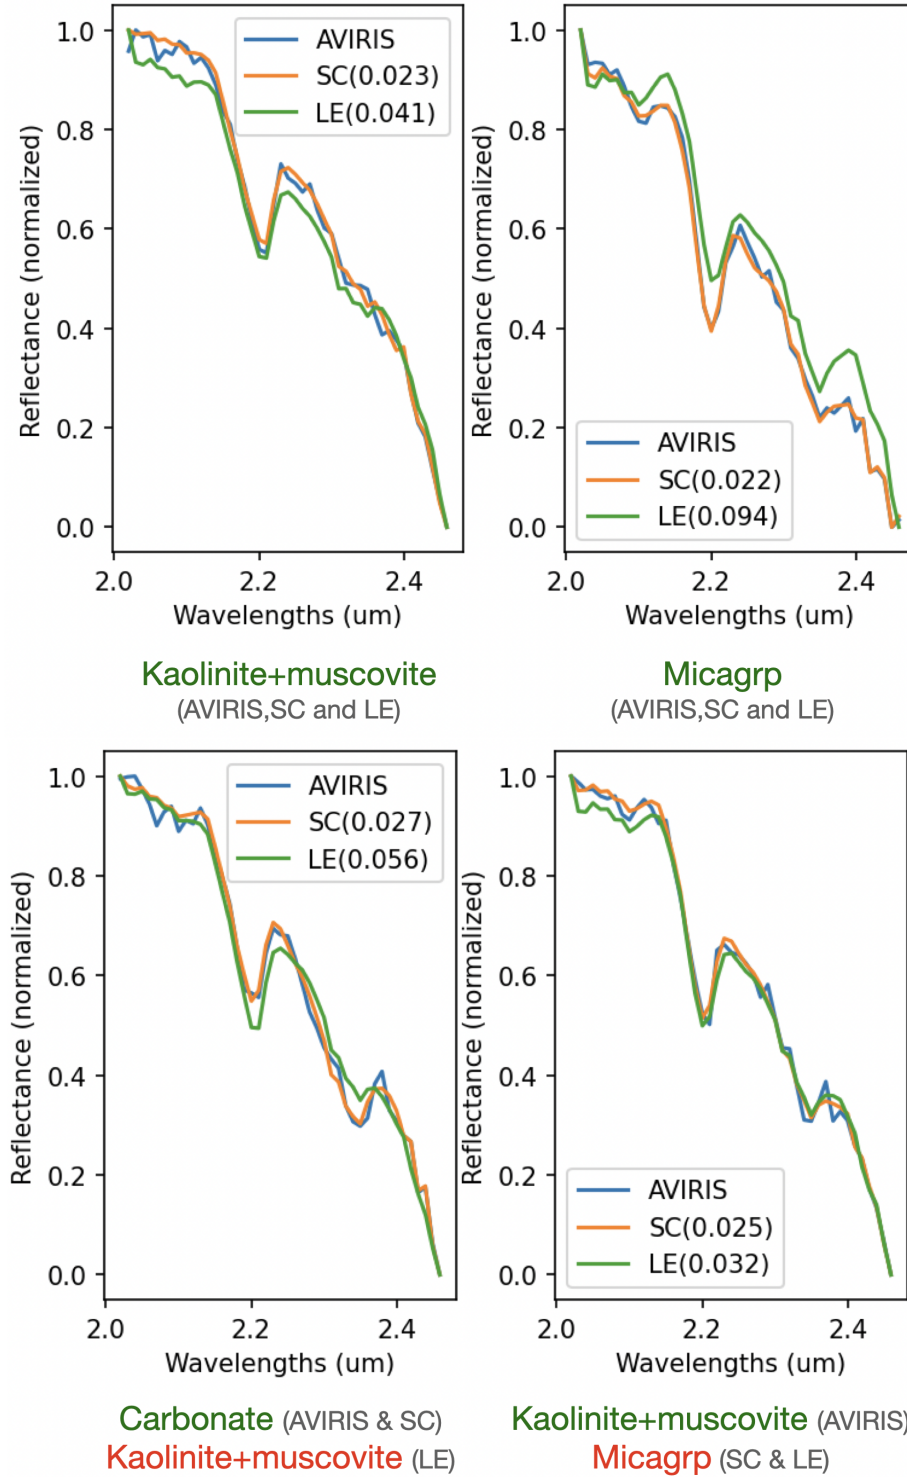 1.0
0.8
0.6
0.4
0.2
0.0
Reflectance (normalized)
AVIRIS
SC(0.023)
LE(0.041)
2.0 2.2 2.4
Wavelengths (um)
Kaolinite+muscovite
(AVIRIS,SC and LE)
1.0
0.8
0.6
0.4
0.2
0.0
Reflectance (normalized)
AVIRIS
SC(0.022)
LE(0.094)
2.0 2.2 2.4
Wavelengths (um)
Micagrp
(AVIRIS,SC and LE)
1.0
0.8
0.6
0.4
0.2
0.0
Reflectance (normalized)
AVIRIS
SC(0.027)
LE(0.056)
2.0 2.2 2.4
Wavelengths (um)
Carbonate (AVIRIS & SC)
Kaolinite+muscovite (LE)
1.0
0.8
0.6
0.4
0.2
0.0
Reflectance (normalized)
AVIRIS
SC(0.025)
LE(0.032)
2.0 2.2 2.4
Wavelengths (um)
Kaolinite+muscovite (AVIRIS)
Micagrp (SC & LE)